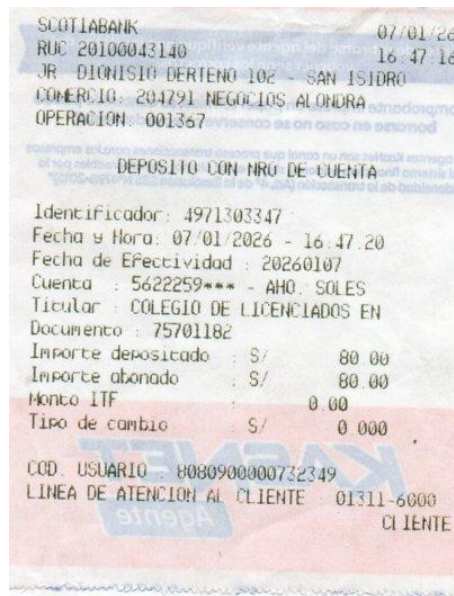 SCOTIABANK 07/01/26
RUC 20100043140 16:47:16
JR DIONISIO DERTENO 102 - SAN ISIDRO
COMERCIO: 204791 NEGOCIOS ALONDRA
OPERACION: 001367
DEPOSITO CON NRO DE CUENTA
Identificador: 4971303347
Fecha y Hora: 07/01/2026 - 16:47.20
Fecha de Efectividad : 20260107
Cuenta : 5622259*** - AHO. SOLES
Titular : COLEGIO DE LICENCIADOS EN
Documento : 75701182
Importe depositado : S/ 80 00
Importe abonado : S/ 80.00
Monto ITF : 0.00
Tipo de cambio : S/ 0 000
COD. USUARIO : 8080900000732349
LINEA DE ATENCION AL CLIENTE : 01311-6000
CLIENTE
KASNET
Agente